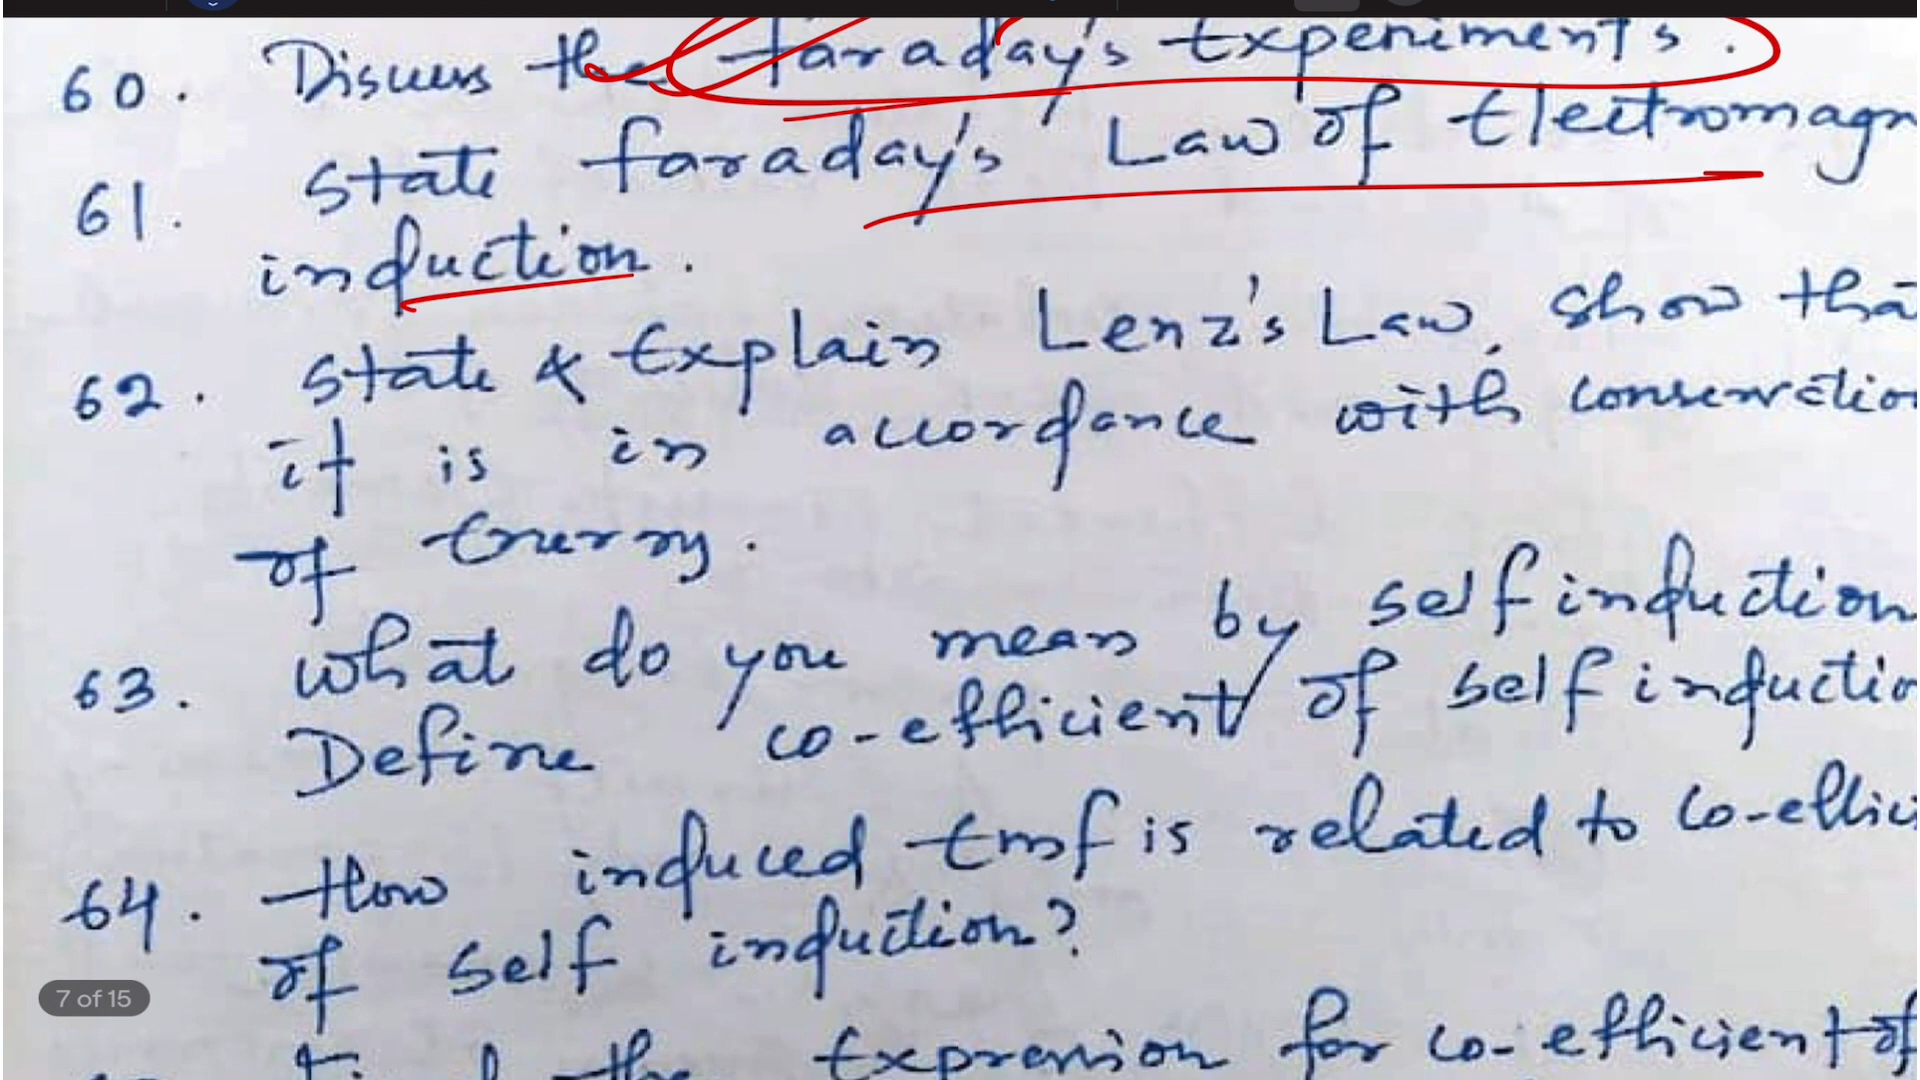 60. Discuss the Faraday's Experiments.
61. State Faraday's Law of Electromagn
induction.
62. State & Explain Lenz's Law. Show tha
it is in accordance with conservation
of Energy.
63. What do you mean by self induction
Define co-efficient of self inductio
64. How induced Emf is related to co-effici
of self induction?
7 of 15
the Expression for co-efficient of